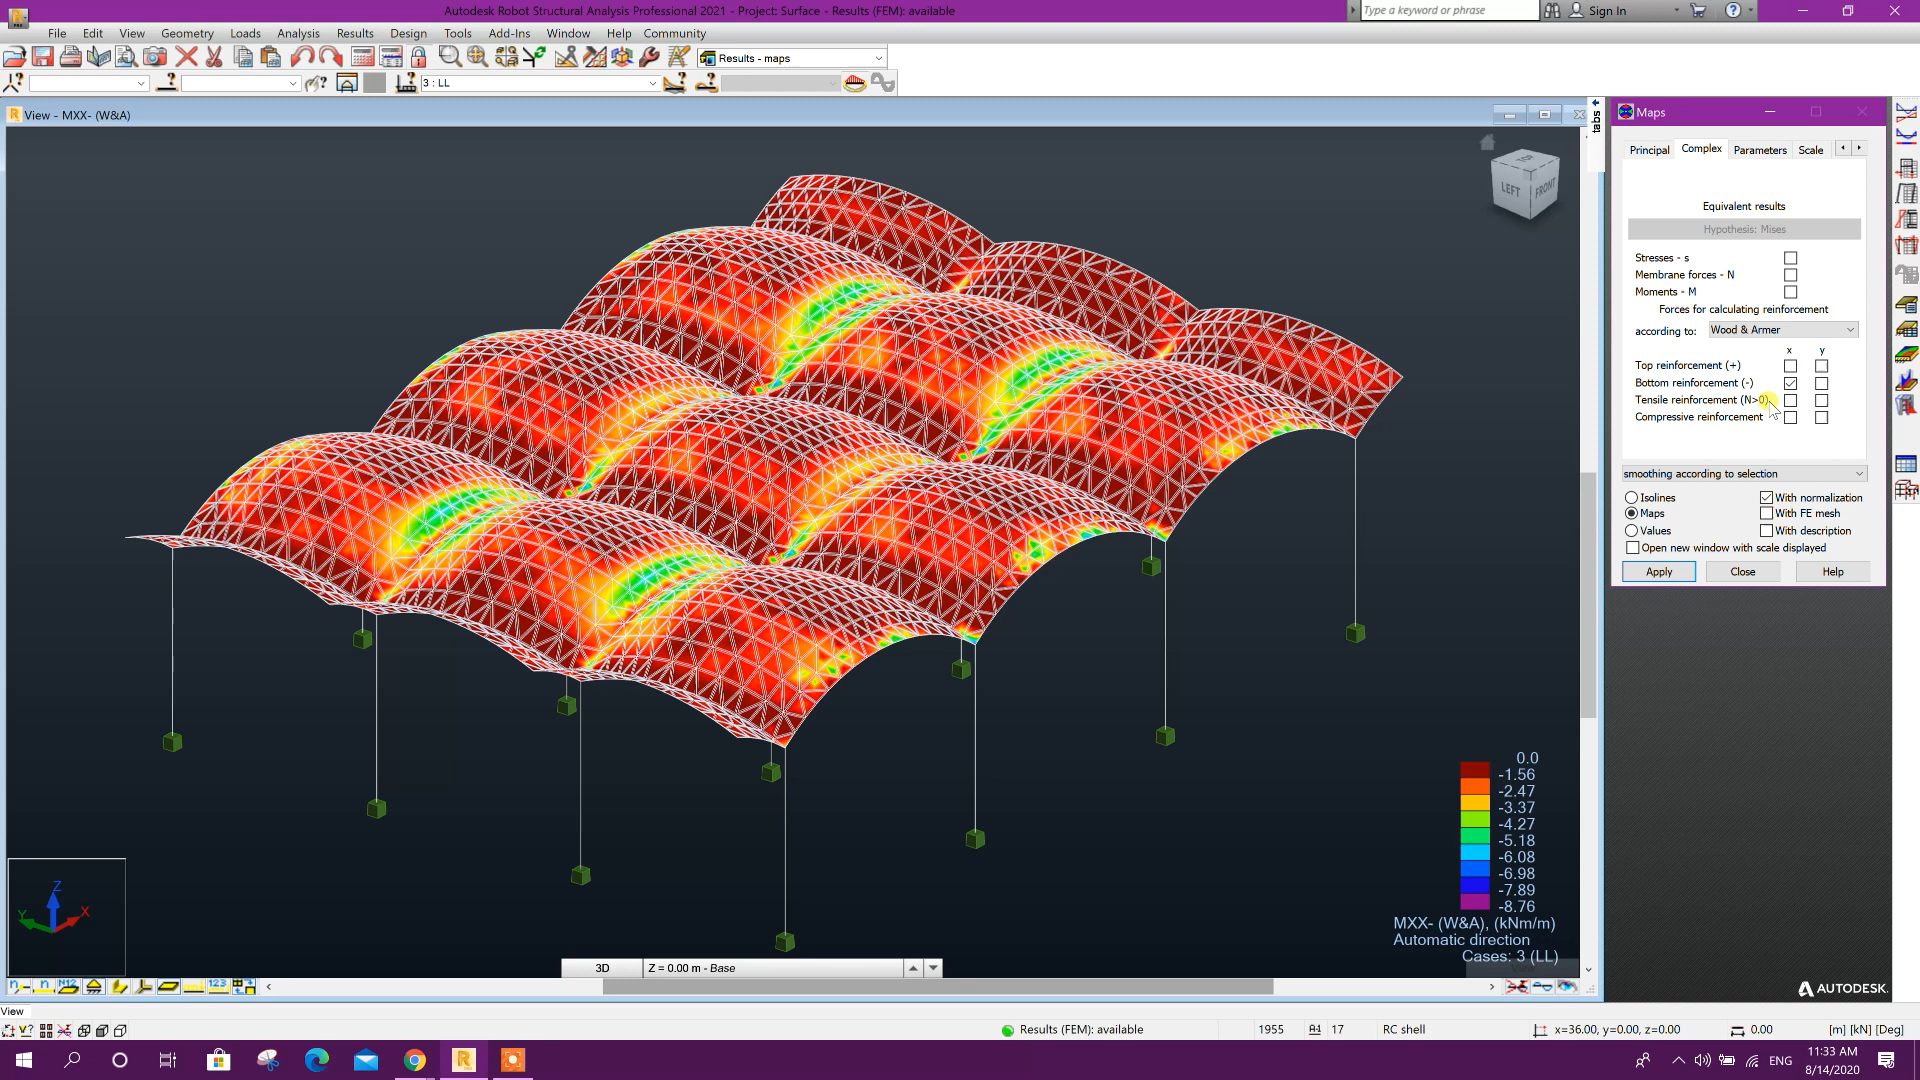 Autodesk Robot Structural Analysis Professional 2021 - Project: Surface - Results (FEM): available
Type a keyword or phrase
Sign In
File Edit View Geometry Loads Analysis Results Design Tools Add-Ins Window Help Community
Results - maps
3 : LL
View - MXX- (W&A)
tabs
TOP
LEFT
FRONT
Maps
Principal Complex Parameters Scale
Equivalent results
Hypothesis: Mises
Stresses - s
Membrane forces - N
Moments - M
Forces for calculating reinforcement
according to: Wood & Armer
x y
Top reinforcement (+)
Bottom reinforcement (-)
Tensile reinforcement (N>0)
Compressive reinforcement
smoothing according to selection
Isolines With normalization
Maps With FE mesh
Values With description
Open new window with scale displayed
Apply Close Help
0.0
-1.56
-2.47
-3.37
-4.27
-5.18
-6.08
-6.98
-7.89
-8.76
MXX- (W&A), (kNm/m)
Automatic direction
Cases: 3 (LL)
Z
Y
X
3D Z = 0.00 m - Base
AUTODESK.
View
Results (FEM): available 1955 17 RC shell x=36.00, y=0.00, z=0.00 0.00 [m] [kN] [Deg]
ENG
11:33 AM
8/14/2020